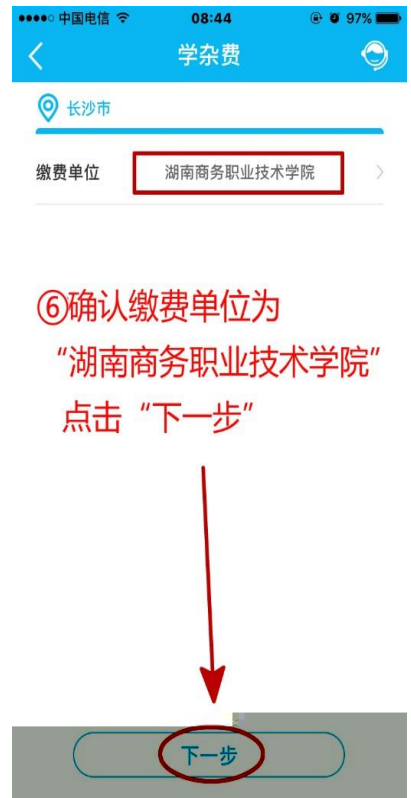 中国电信 08:44 97%
学杂费
长沙市
缴费单位 湖南商务职业技术学院
⑥确认缴费单位为
“湖南商务职业技术学院”
点击“下一步”
下一步